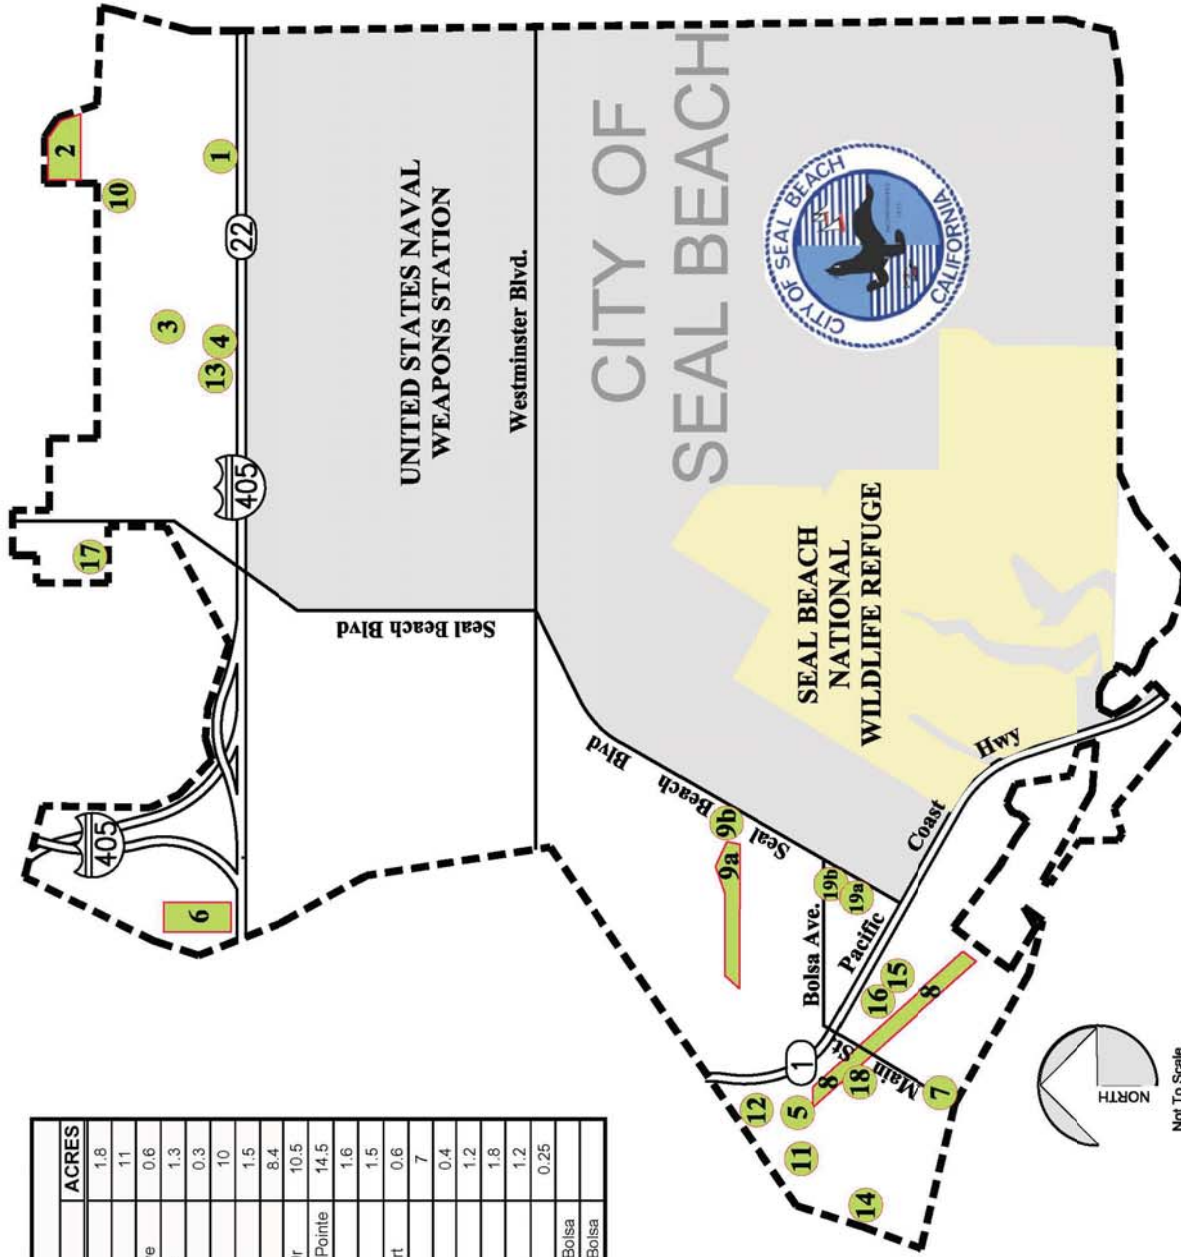 2
10
1
22
3
4
13
405
17
405
6
UNITED STATES NAVAL
WEAPONS STATION
Westminster Blvd.
Seal Beach Blvd
CITY OF
SEAL BEACH
CITY OF SEAL BEACH
CALIFORNIA
SEAL BEACH
NATIONAL
WILDLIFE REFUGE
Seal Beach Blvd
9a
9b
19b
19a
Bolsa Ave.
Pacific Coast Hwy
1
16
15
8
8
Main St.
18
7
12
5
11
14
NORTH
Not To Scale
ACRES
1.8
11
0.6
1.3
0.3
10
1.5
8.4
10.5
Pointe 14.5
1.6
1.5
0.6
7
0.4
1.2
1.8
1.2
0.25
Bolsa
Bolsa